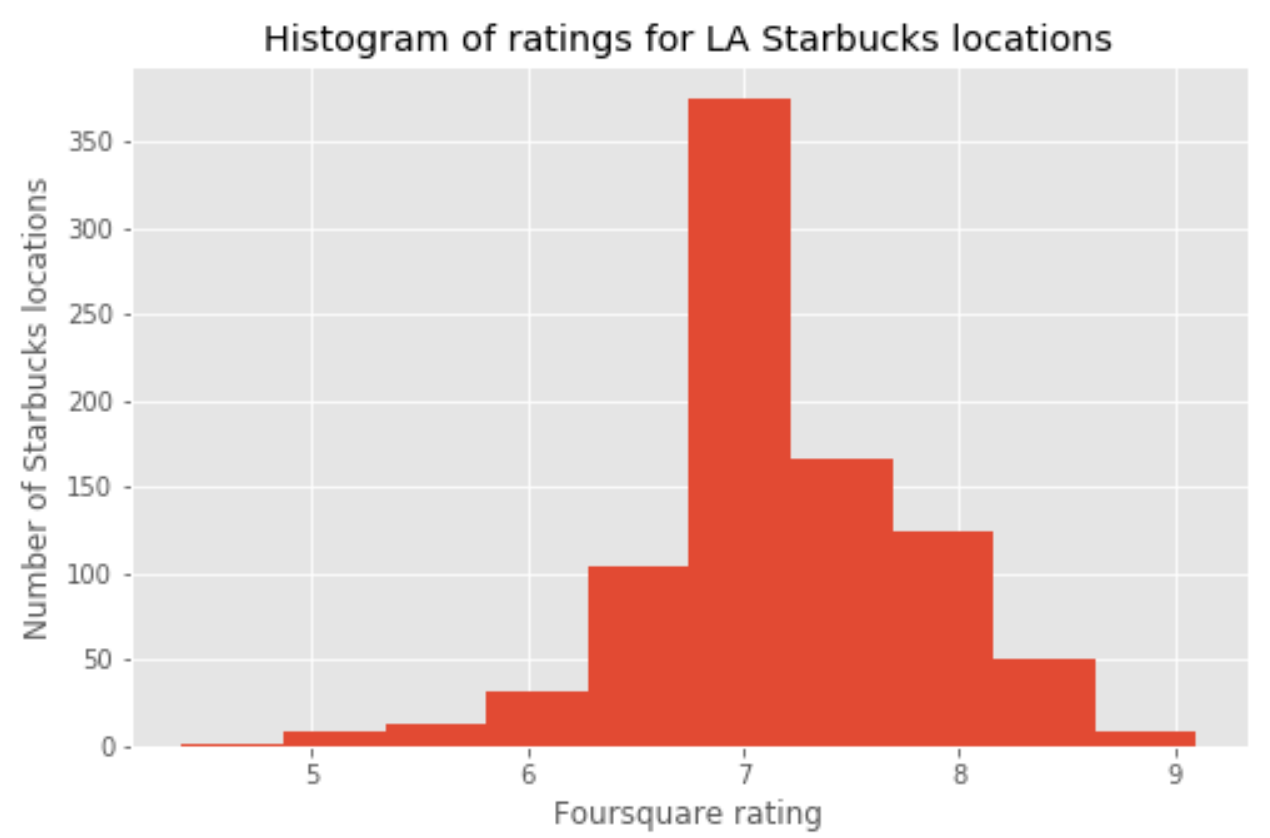 Histogram of ratings for LA Starbucks locations
Number of Starbucks locations
350
300
250
200
150
100
50
0
5 6 7 8 9
Foursquare rating